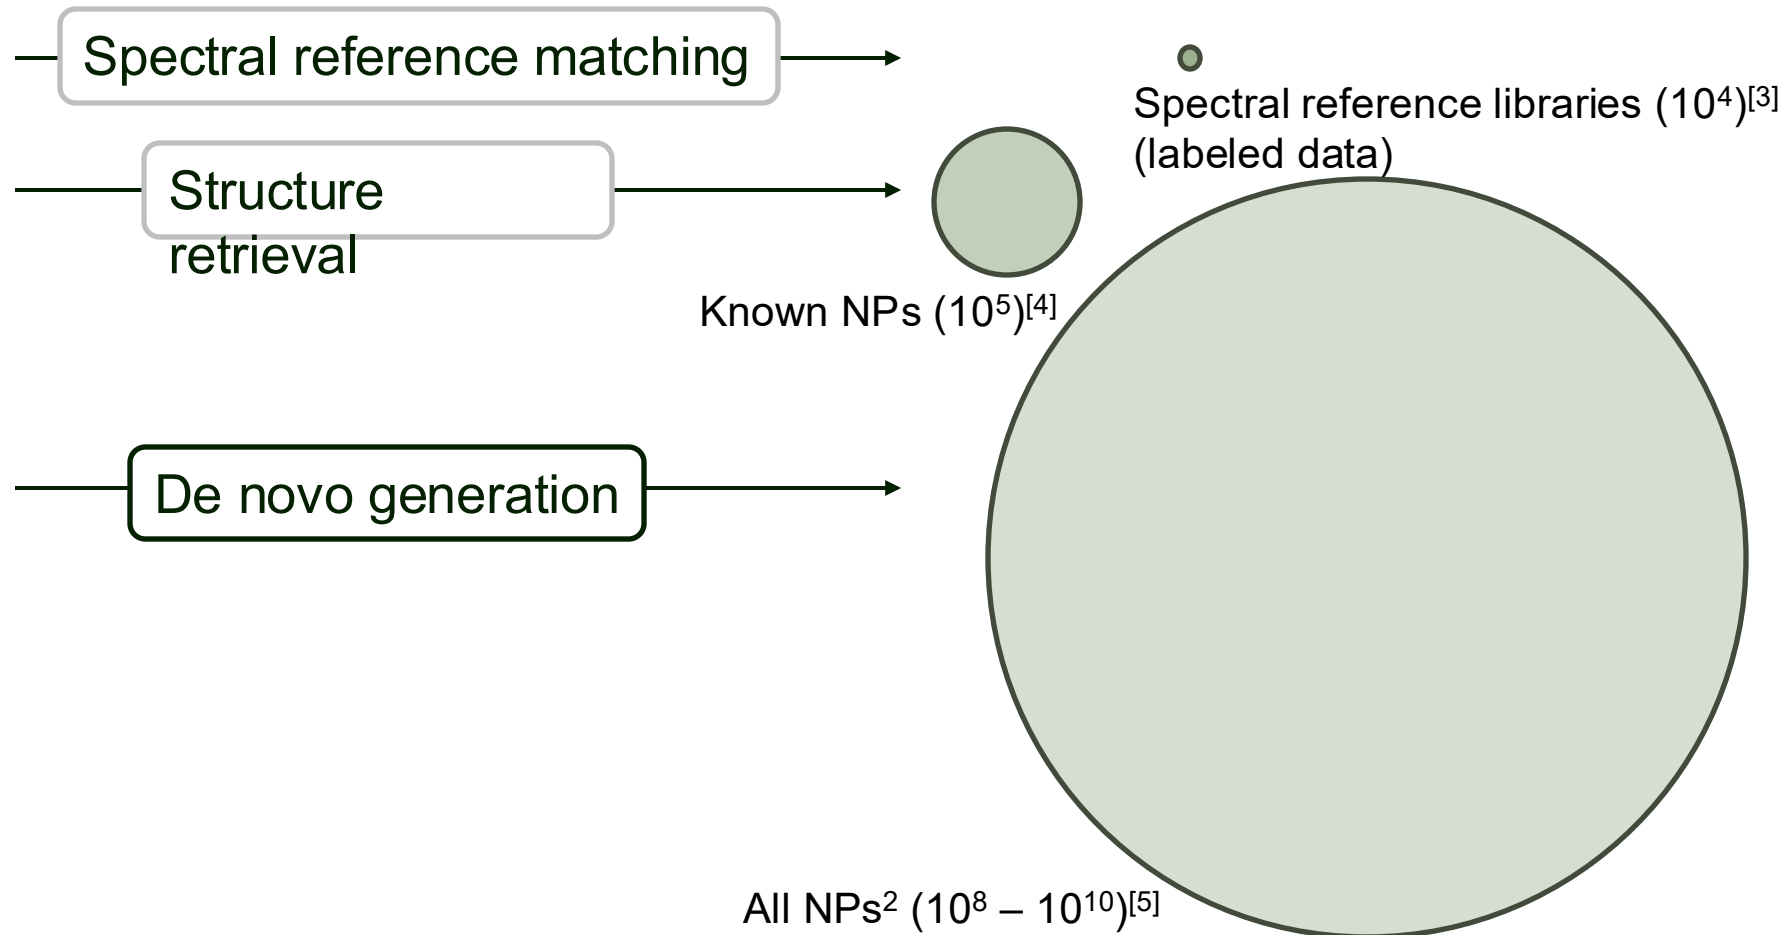 Spectral reference matching
Spectral reference libraries (10⁴)[3]
(labeled data)
Structure
retrieval
Known NPs (10⁵)[4]
De novo generation
All NPs² (10⁸ – 10¹⁰)[5]